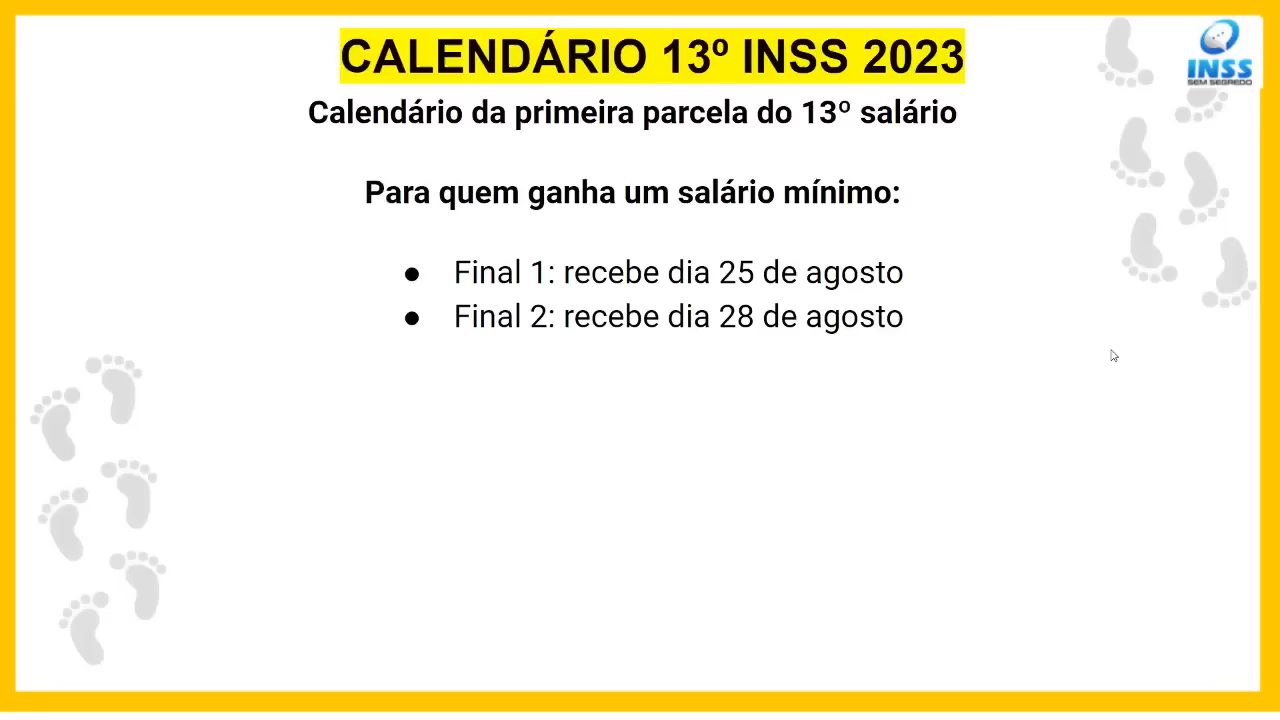 CALENDÁRIO 13º INSS 2023
INSS
SEM SEGREDO
Calendário da primeira parcela do 13º salário
Para quem ganha um salário mínimo:
● Final 1: recebe dia 25 de agosto
● Final 2: recebe dia 28 de agosto